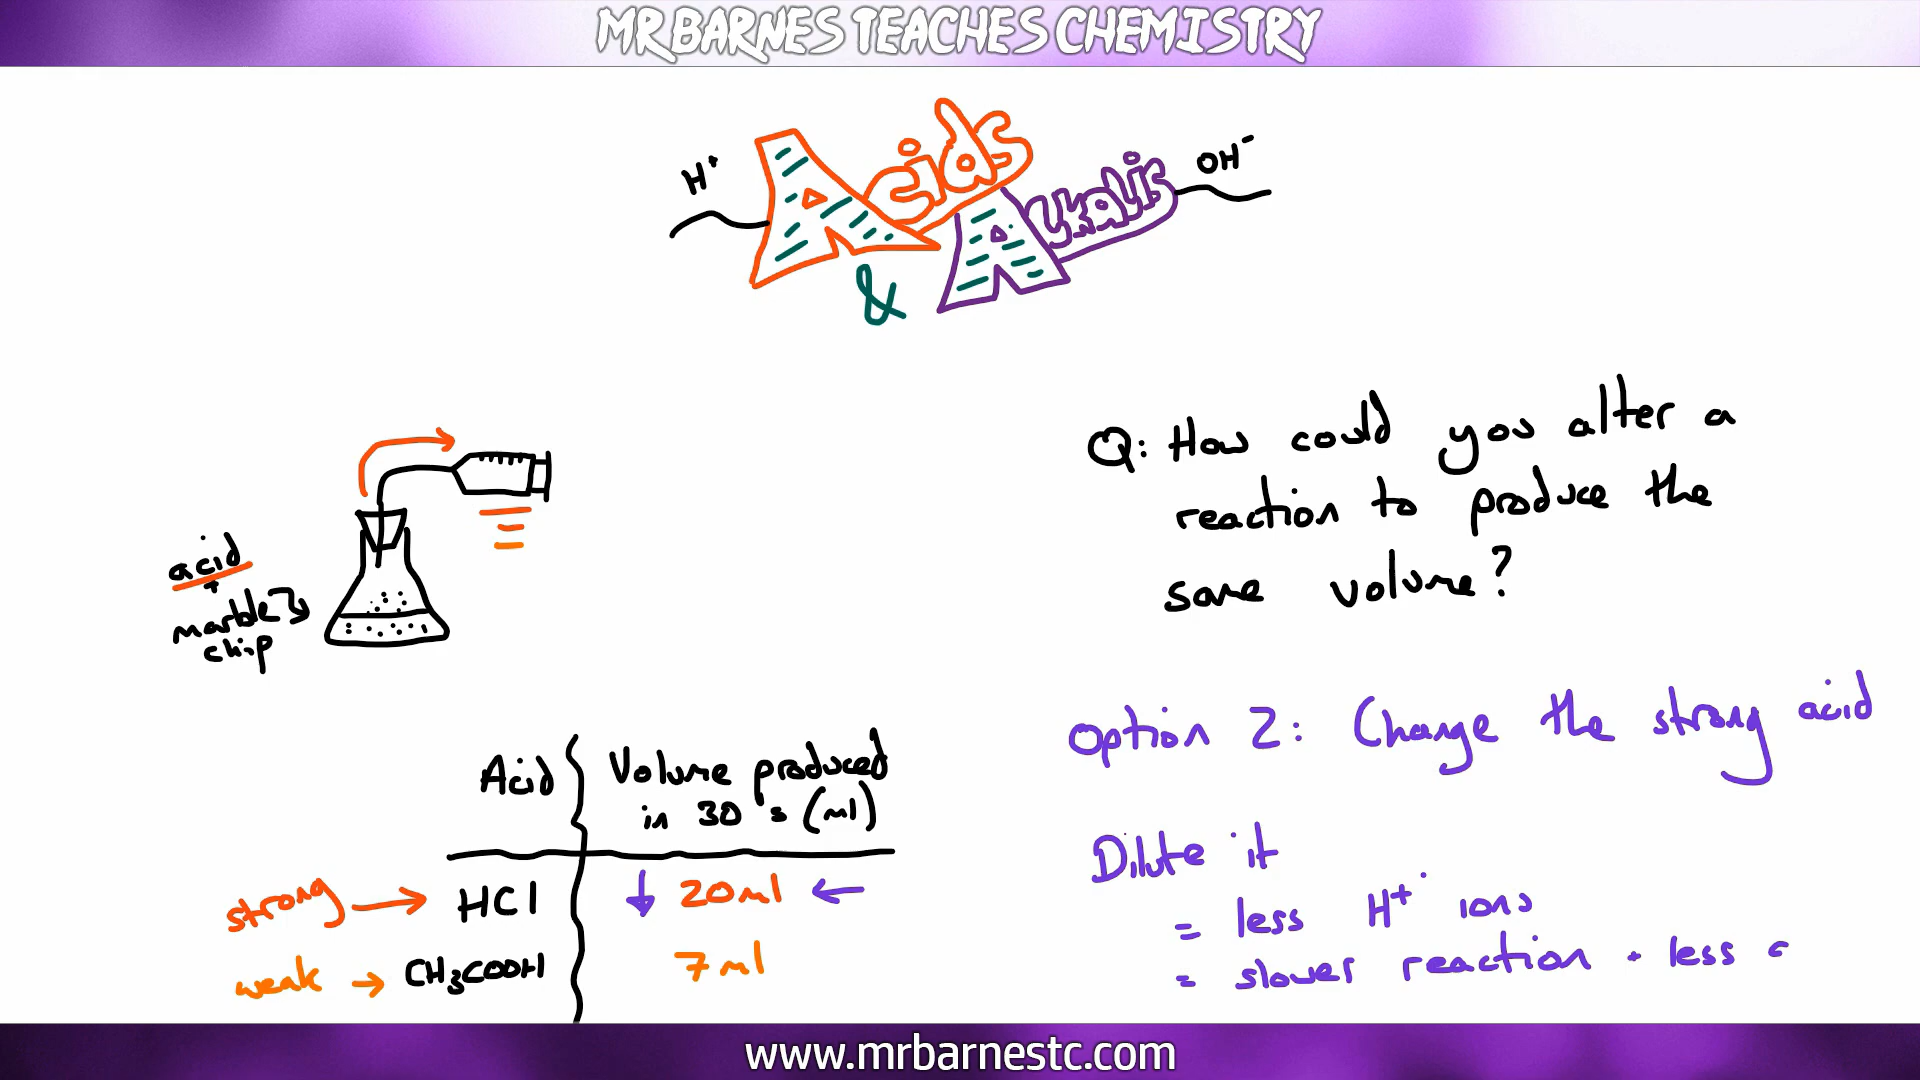 MR BARNES TEACHES CHEMISTRY
H+
Acids
&
Alkalis
OH-
acid
+
marble
chip
Q: How could you alter a
reaction to produce the
same volume?
Option 2: Change the strong acid
Dilute it
= less H+ ions
= slower reaction + less
Acid Volume produced
in 30 s (ml)
strong → HCl ↓ 20ml ←
weak → CH3COOH 7ml
www.mrbarnestc.com